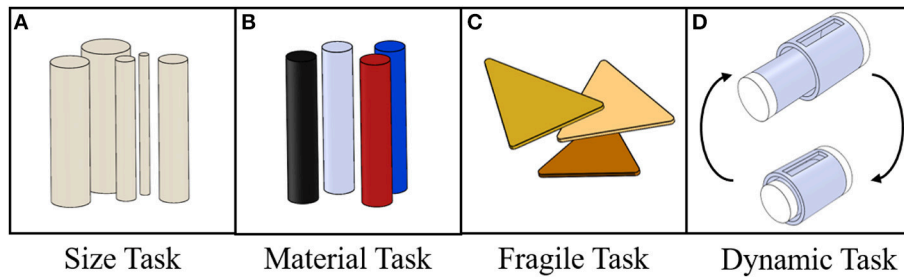 A
B
C
D
Size Task
Material Task
Fragile Task
Dynamic Task